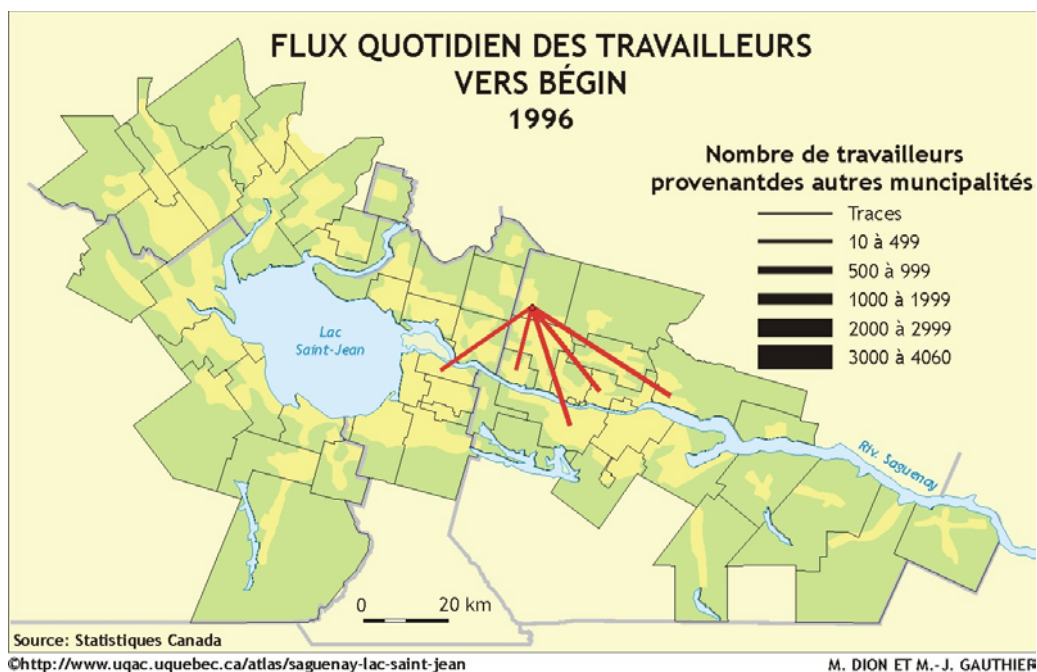 FLUX QUOTIDIEN DES TRAVAILLEURS
VERS BÉGIN
1996
Nombre de travailleurs
provenantdes autres muncipalités
Traces
10 à 499
500 à 999
1000 à 1999
2000 à 2999
3000 à 4060
Lac
Saint-Jean
Riv. Saguenay
0 20 km
Source: Statistiques Canada
©http://www.uqac.uquebec.ca/atlas/saguenay-lac-saint-jean
M. DION ET M.-J. GAUTHIER